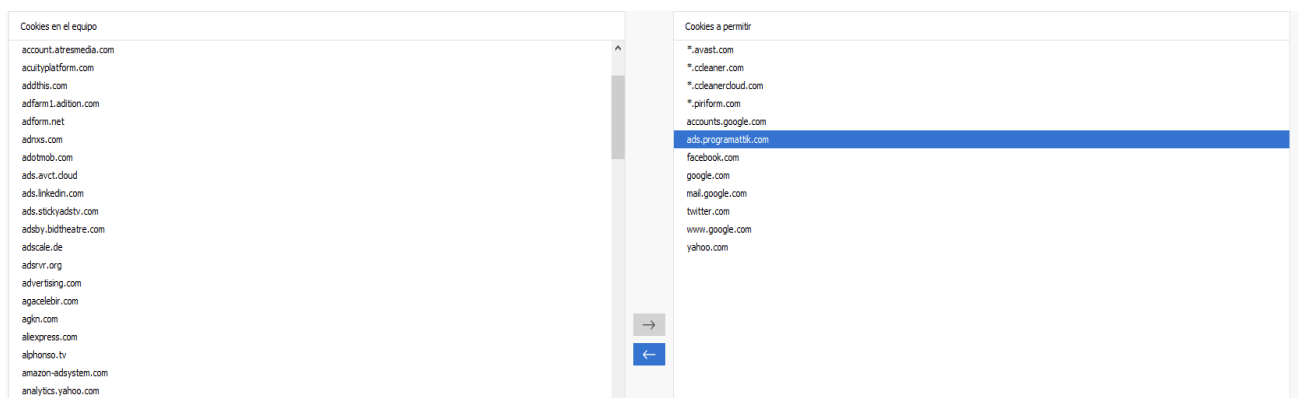 Cookies en el equipo
account.atresmedia.com
acuityplatform.com
addthis.com
adfarm1.adition.com
adform.net
adnxs.com
adotmob.com
ads.avct.cloud
ads.linkedin.com
ads.stickyadstv.com
adsby.bidtheatre.com
adscale.de
adsrvr.org
advertising.com
agacelebir.com
agkn.com
aliexpress.com
alphonso.tv
amazon-adsystem.com
analytics.yahoo.com
Cookies a permitir
*.avast.com
*.ccleaner.com
*.ccleanercloud.com
*.piriform.com
accounts.google.com
ads.programattik.com
facebook.com
google.com
mail.google.com
twitter.com
www.google.com
yahoo.com